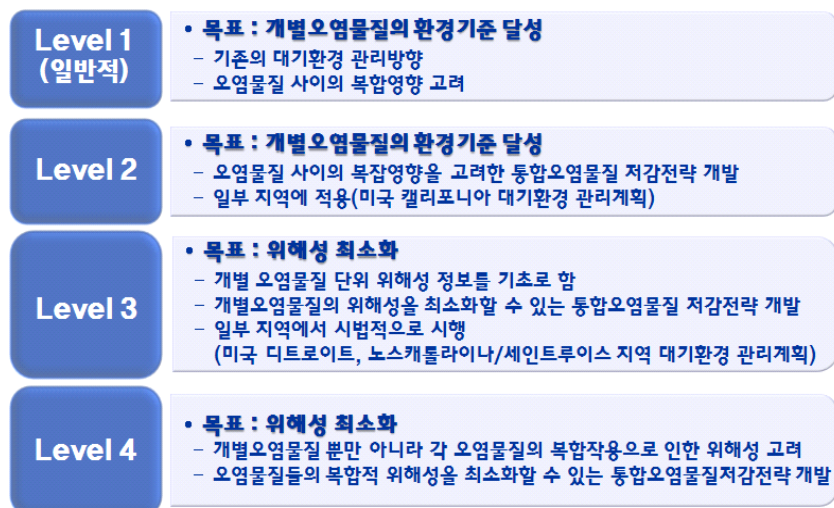 Level 1
(일반적)
• 목표 : 개별오염물질의 환경기준 달성
– 기존의 대기환경 관리방향
– 오염물질 사이의 복합영향 고려
Level 2
• 목표 : 개별오염물질의 환경기준 달성
– 오염물질 사이의 복잡영향을 고려한 통합오염물질 저감전략 개발
– 일부 지역에 적용(미국 캘리포니아 대기환경 관리계획)
Level 3
• 목표 : 위해성 최소화
– 개별 오염물질 단위 위해성 정보를 기초로 함
– 개별오염물질의 위해성을 최소화할 수 있는 통합오염물질 저감전략 개발
– 일부 지역에서 시범적으로 시행
(미국 디트로이트, 노스캐롤라이나/세인트루이스 지역 대기환경 관리계획)
Level 4
• 목표 : 위해성 최소화
– 개별오염물질 뿐만 아니라 각 오염물질의 복합작용으로 인한 위해성 고려
– 오염물질들의 복합적 위해성을 최소화할 수 있는 통합오염물질저감전략 개발